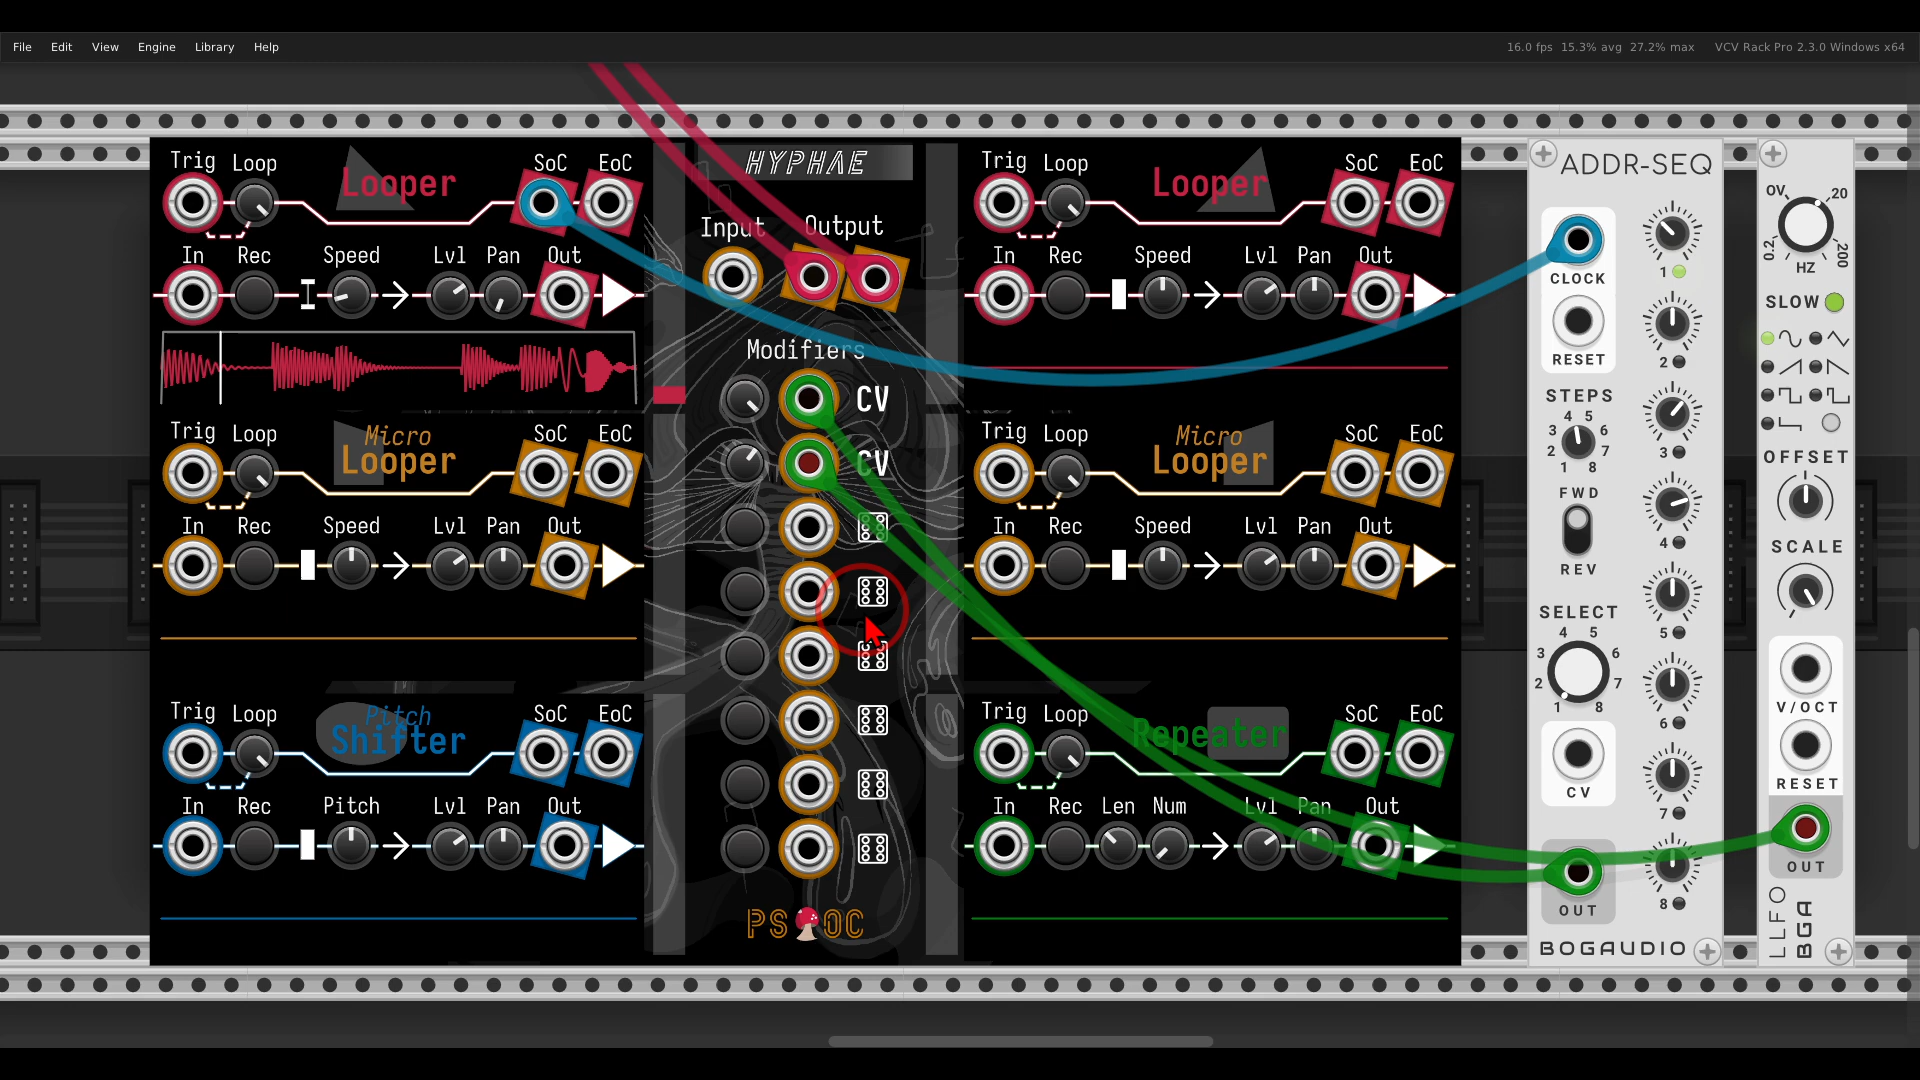 File Edit View Engine Library Help
16.0 fps 15.3% avg 27.2% max VCV Rack Pro 2.3.0 Windows x64
Trig Loop Looper SoC EoC
In Rec Speed Lvl Pan Out
Micro
Trig Loop Looper SoC EoC
In Rec Speed Lvl Pan Out
Pitch
Trig Loop Shifter SoC EoC
In Rec Pitch Lvl Pan Out
HYPHAE
Input Output
Modifiers
CV
CV
PS OC
Trig Loop Looper SoC EoC
In Rec Speed Lvl Pan Out
Micro
Trig Loop Looper SoC EoC
In Rec Speed Lvl Pan Out
Trig Loop Repeater SoC EoC
In Rec Len Num Lvl Pan Out
ADDR-SEQ
CLOCK
RESET
STEPS
4 5
3 6
2 7
1 8
FWD
REV
SELECT
4 5
3 6
2 7
1 8
CV
OUT
1
2
3
4
5
6
7
8
BOGAUDIO
0V 20
0.2 200
HZ
SLOW
OFFSET
SCALE
V/OCT
RESET
OUT
LLFO
BGA